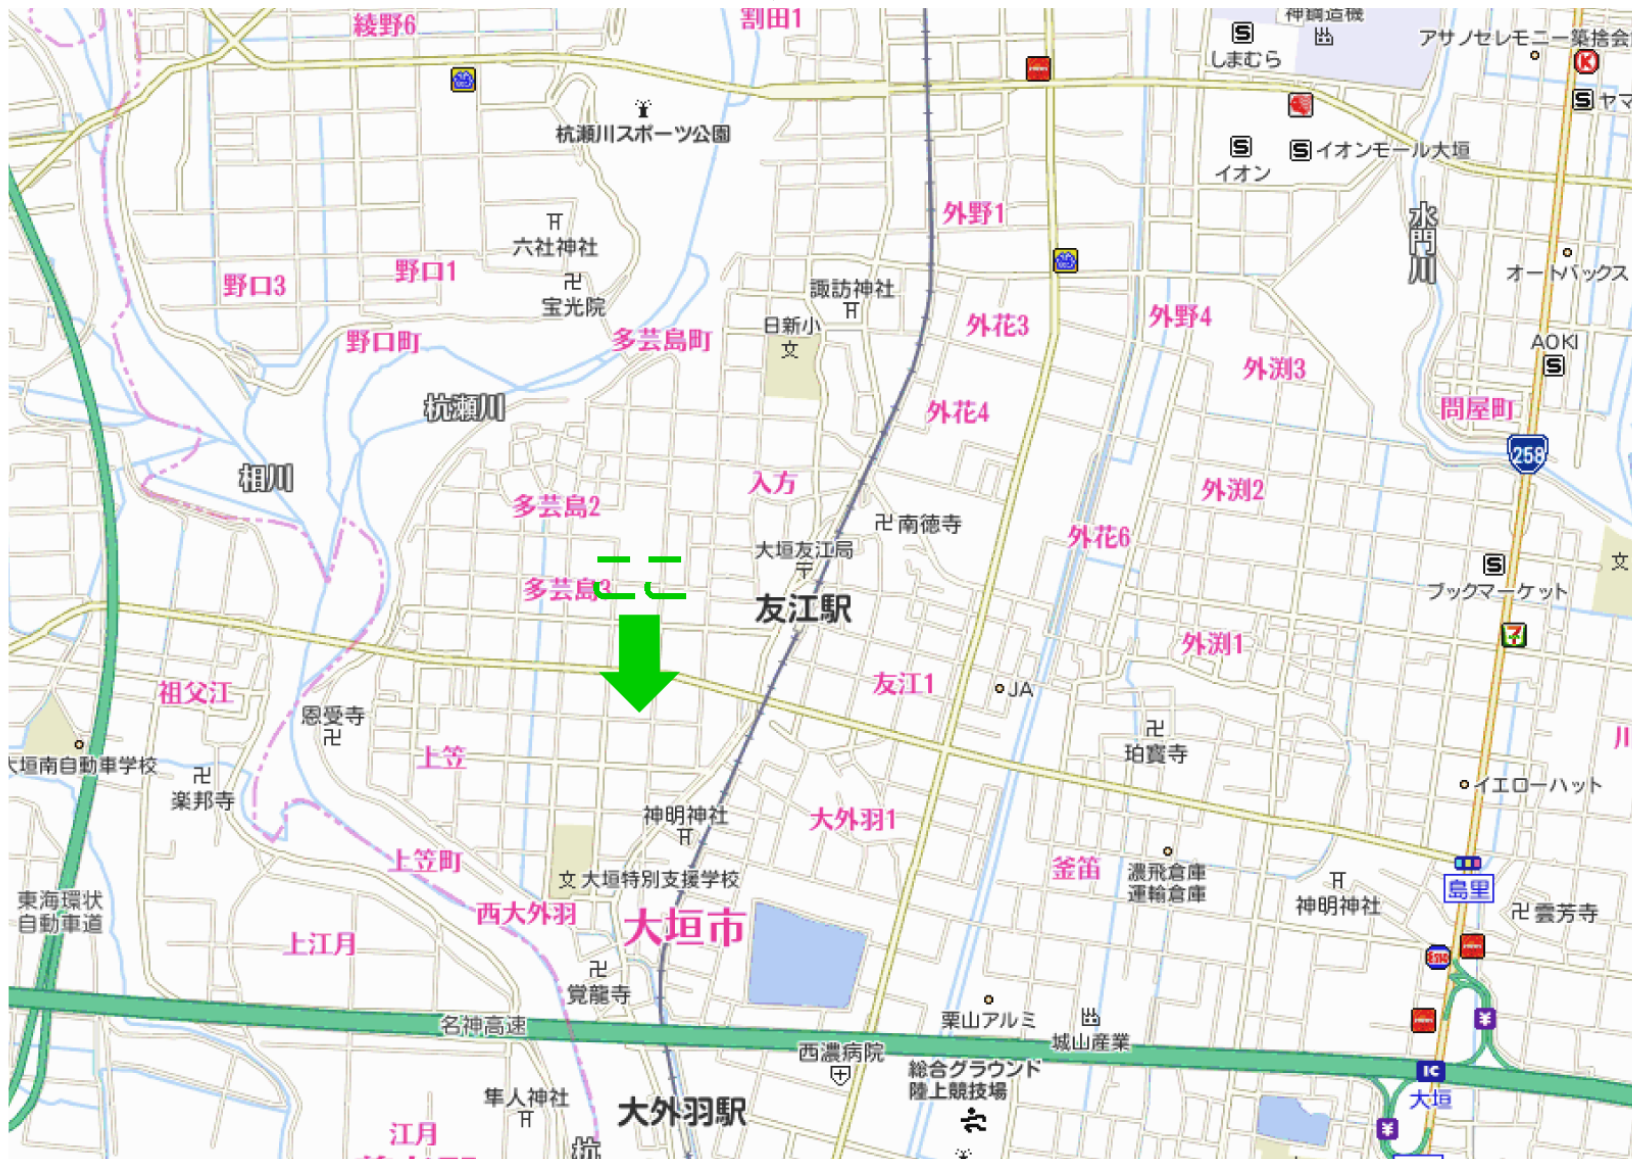 綾野6
割田1
神鋼造機
しまむら
アサノセレモニー築捨会
K
S ヤマ
杭瀬川スポーツ公園
イオン
イオンモール大垣
外野1
水門川
六社神社
野口1
野口3
宝光院
オートバックス
諏訪神社
日新小
文
外花3
外野4
野口町
多芸島町
AOKI
外渕3
杭瀬川
外花4
問屋町
258
相川
入方
外渕2
多芸島2
南徳寺
外花6
大垣友江局
文
ブックマーケット
多芸島3
ここ
友江駅
7
外渕1
祖父江
友江1
JA
恩受寺
川
上笠
珀寳寺
大垣南自動車学校
楽邦寺
イエローハット
神明神社
大外羽1
上笠町
釜笛
濃飛倉庫
運輸倉庫
文 大垣特別支援学校
島里
東海環状
自動車道
西大外羽
大垣市
神明神社
雲芳寺
上江月
覚龍寺
名神高速
栗山アルミ
城山産業
西濃病院
総合グラウンド
陸上競技場
IC
大垣
隼人神社
大外羽駅
江月
杭